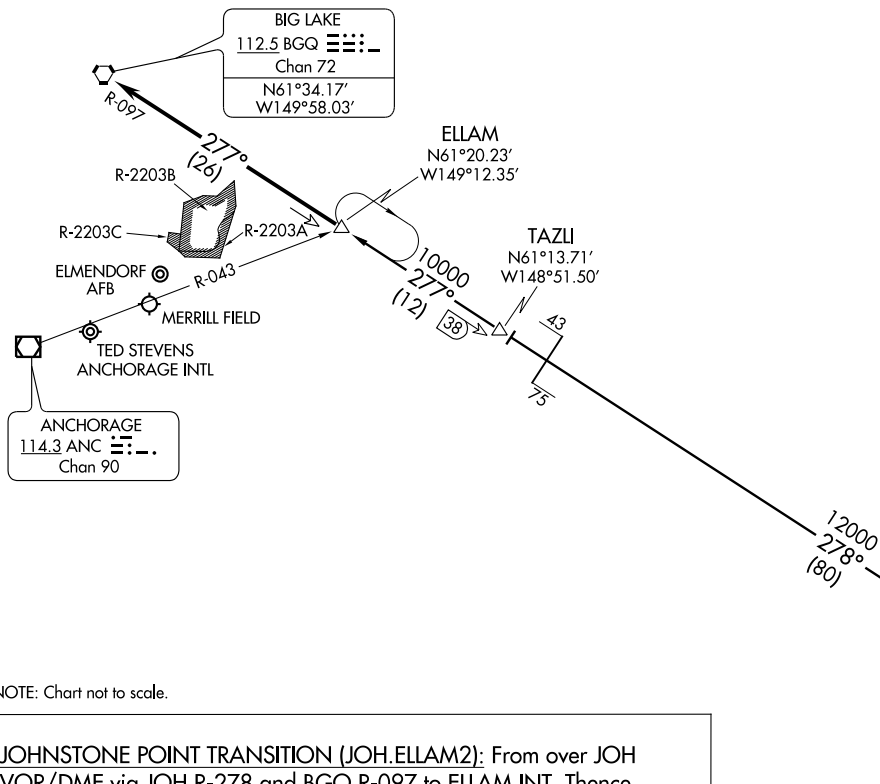 BIG LAKE
112.5 BGQ
Chan 72
N61°34.17'
W149°58.03'
R-097
277°
(26)
ELLAM
N61°20.23'
W149°12.35'
R-2203B
R-2203C
R-2203A
TAZLI
N61°13.71'
W148°51.50'
10000
277°
(12)
ELMENDORF
AFB
R-043
MERRILL FIELD
38
43
75
TED STEVENS
ANCHORAGE INTL
ANCHORAGE
114.3 ANC
Chan 90
12000
278°
(80)
NOTE: Chart not to scale.
JOHNSTONE POINT TRANSITION (JOH.ELLAM2): From over JOH
VOR/DME via JOH R-278 and BGQ R-097 to ELLAM INT. Thence